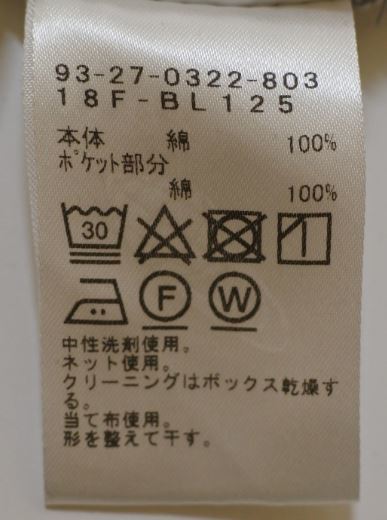 93-27-0322-803
18F-BL125
本体 綿 100%
ポケット部分
綿 100%
30
F W
中性洗剤使用。
ネット使用。
クリーニングはボックス乾燥す
る。
当て布使用。
形を整えて干す。